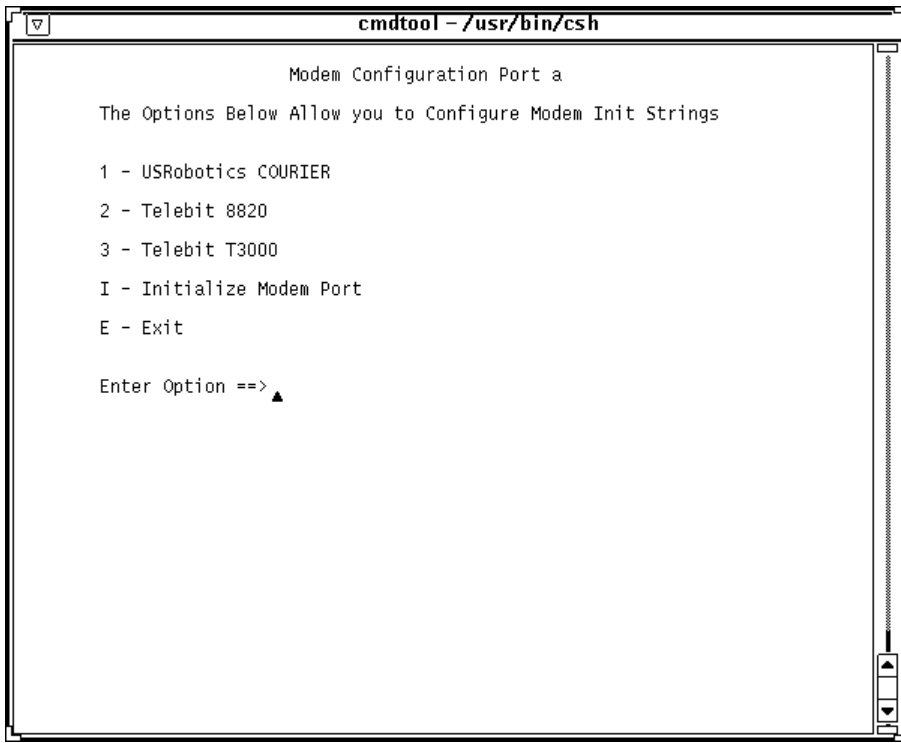 cmdtool – /usr/bin/csh
Modem Configuration Port a
The Options Below Allow you to Configure Modem Init Strings
1 - USRobotics COURIER
2 - Telebit 8820
3 - Telebit T3000
I - Initialize Modem Port
E - Exit
Enter Option ==>